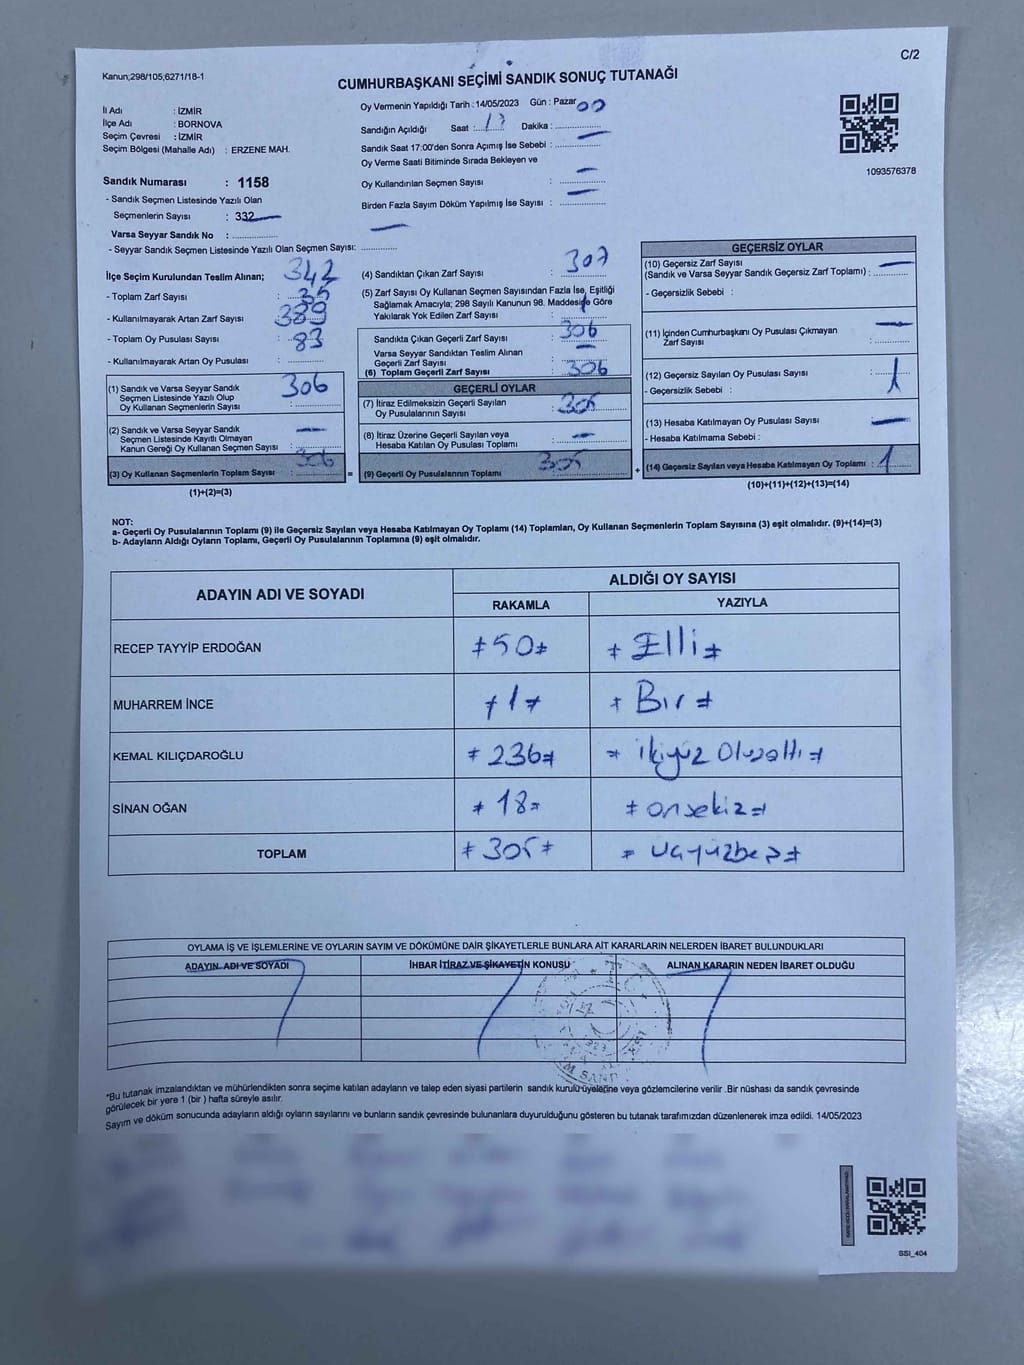 C/2
Kanun;298/105;6271/18-1
CUMHURBAŞKANI SEÇİMİ SANDIK SONUÇ TUTANAĞI
İl Adı : İZMİR
İlçe Adı : BORNOVA
Seçim Çevresi : İZMİR
Seçim Bölgesi (Mahalle Adı) : ERZENE MAH.
Sandık Numarası : 1158
- Sandık Seçmen Listesinde Yazılı Olan
Seçmenlerin Sayısı : 332
Varsa Seyyar Sandık No :
- Seyyar Sandık Seçmen Listesinde Yazılı Olan Seçmen Sayısı:
Oy Vermenin Yapıldığı Tarih : 14/05/2023 Gün : Pazar
Sandığın Açıldığı Saat : 17 Dakika : 00
Sandık Saat 17:00'den Sonra Açımış İse Sebebi : —
Oy Verme Saati Bitiminde Sırada Bekleyen ve
Oy Kullandırılan Seçmen Sayısı : —
Birden Fazla Sayım Döküm Yapılmış İse Sayısı : —
1093576378
İlçe Seçim Kurulundan Teslim Alınan;
- Toplam Zarf Sayısı : 342
- Kullanılmayarak Artan Zarf Sayısı : 35
- Toplam Oy Pusulası Sayısı : 389
- Kullanılmayarak Artan Oy Pusulası : 83
(1) Sandık ve Varsa Seyyar Sandık
Seçmen Listesinde Yazılı Olup
Oy Kullanan Seçmenlerin Sayısı : 306
(2) Sandık ve Varsa Seyyar Sandık
Seçmen Listesinde Kayıtlı Olmayan
Kanun Gereği Oy Kullanan Seçmen Sayısı : —
(3) Oy Kullanan Seçmenlerin Toplam Sayısı : 306
(1)+(2)=(3)
(4) Sandıktan Çıkan Zarf Sayısı : 307
(5) Zarf Sayısı Oy Kullanan Seçmen Sayısından Fazla İse, Eşitliği
Sağlamak Amacıyla; 298 Sayılı Kanunun 98. Maddesine Göre
Yakılarak Yok Edilen Zarf Sayısı : 1
Sandıkta Çıkan Geçerli Zarf Sayısı : 306
Varsa Seyyar Sandıktan Teslim Alınan
Geçerli Zarf Sayısı : —
(6) Toplam Geçerli Zarf Sayısı : 306
GEÇERLİ OYLAR
(7) İtiraz Edilmeksizin Geçerli Sayılan
Oy Pusulalarının Sayısı : 305
(8) İtiraz Üzerine Geçerli Sayılan veya
Hesaba Katılan Oy Pusulası Toplamı : —
= (9) Geçerli Oy Pusulalarının Toplamı : 305
GEÇERSİZ OYLAR
(10) Geçersiz Zarf Sayısı
(Sandık ve Varsa Seyyar Sandık Geçersiz Zarf Toplamı) : —
- Geçersizlik Sebebi :
(11) İçinden Cumhurbaşkanı Oy Pusulası Çıkmayan
Zarf Sayısı : —
(12) Geçersiz Sayılan Oy Pusulası Sayısı : 1
- Geçersizlik Sebebi :
(13) Hesaba Katılmayan Oy Pusulası Sayısı : —
- Hesaba Katılmama Sebebi :
+ (14) Geçersiz Sayılan veya Hesaba Katılmayan Oy Toplamı : 1
(10)+(11)+(12)+(13)=(14)
NOT:
a- Geçerli Oy Pusulalarının Toplamı (9) ile Geçersiz Sayılan veya Hesaba Katılmayan Oy Toplamı (14) Toplamları, Oy Kullanan Seçmenlerin Toplam Sayısına (3) eşit olmalıdır. (9)+(14)=(3)
b- Adayların Aldığı Oyların Toplamı, Geçerli Oy Pusulalarının Toplamına (9) eşit olmalıdır.
ADAYIN ADI VE SOYADI
ALDIĞI OY SAYISI
RAKAMLA YAZIYLA
RECEP TAYYİP ERDOĞAN ≠50≠ ≠ Elli ≠
MUHARREM İNCE ≠1≠ ≠ Bir ≠
KEMAL KILIÇDAROĞLU ≠236≠ ≠ ikiyüz Otuzaltı ≠
SİNAN OĞAN ≠18≠ ≠ onsekiz ≠
TOPLAM ≠305≠ ≠ üçyüzbeş ≠
OYLAMA İŞ VE İŞLEMLERİNE VE OYLARIN SAYIM VE DÖKÜMÜNE DAİR ŞİKAYETLERLE BUNLARA AİT KARARLARIN NELERDEN İBARET BULUNDUKLARI
ADAYIN ADI VE SOYADI İHBAR İTİRAZ VE ŞİKAYETİN KONUSU ALINAN KARARIN NEDEN İBARET OLDUĞU
T.C.
*Bu tutanak imzalandıktan ve mühürlendikten sonra seçime katılan adayların ve talep eden siyasi partilerin sandık kurulu üyelerine veya gözlemcilerine verilir .Bir nüshası da sandık çevresinde
görülecek bir yere 1 (bir ) hafta süreyle asılır.
Sayım ve döküm sonucunda adayların aldığı oyların sayılarını ve bunların sandık çevresinde bulunanlara duyurulduğunu gösteren bu tutanak tarafımızdan düzenlenerek imza edildi. 14/05/2023
SSI_404